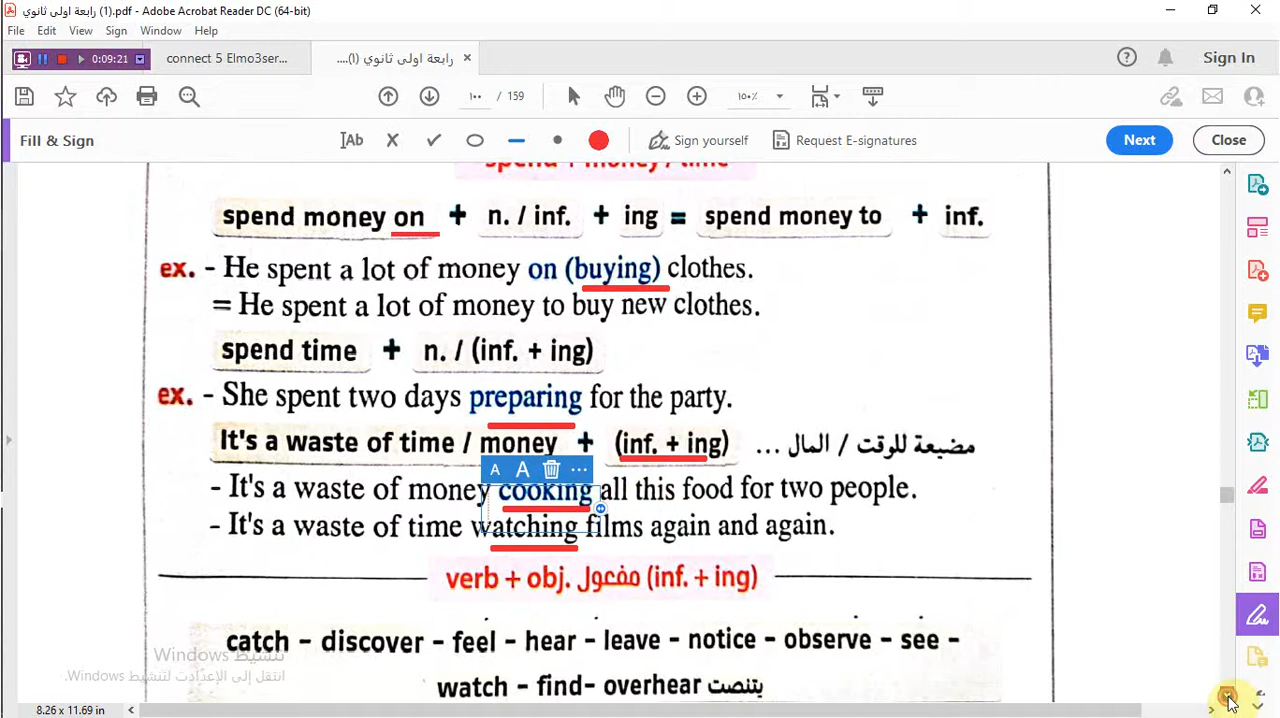 رابعة اولى ثانوي (1).pdf - Adobe Acrobat Reader DC (64-bit)
File Edit View Sign Window Help
0:09:21
connect 5 Elmo3ser...
رابعة اولى ثانوي (1)....
Sign In
١٠٠ / 159
١٥٠٪
Fill & Sign
Ab
Sign yourself
Request E-signatures
Next
Close
spend + money / time
spend money on + n. / inf. + ing = spend money to + inf.
ex. - He spent a lot of money on (buying) clothes.
= He spent a lot of money to buy new clothes.
spend time + n. / (inf. + ing)
ex. - She spent two days preparing for the party.
It's a waste of time / money + (inf. + ing) مضيعة للوقت / المال ...
A A
- It's a waste of money cooking all this food for two people.
- It's a waste of time watching films again and again.
verb + obj. مفعول (inf. + ing)
catch - discover - feel - hear - leave - notice - observe - see -
watch - find- overhear يتنصت
تنشيط Windows
انتقل إلى الإعدادات لتنشيط Windows.
8.26 x 11.69 in